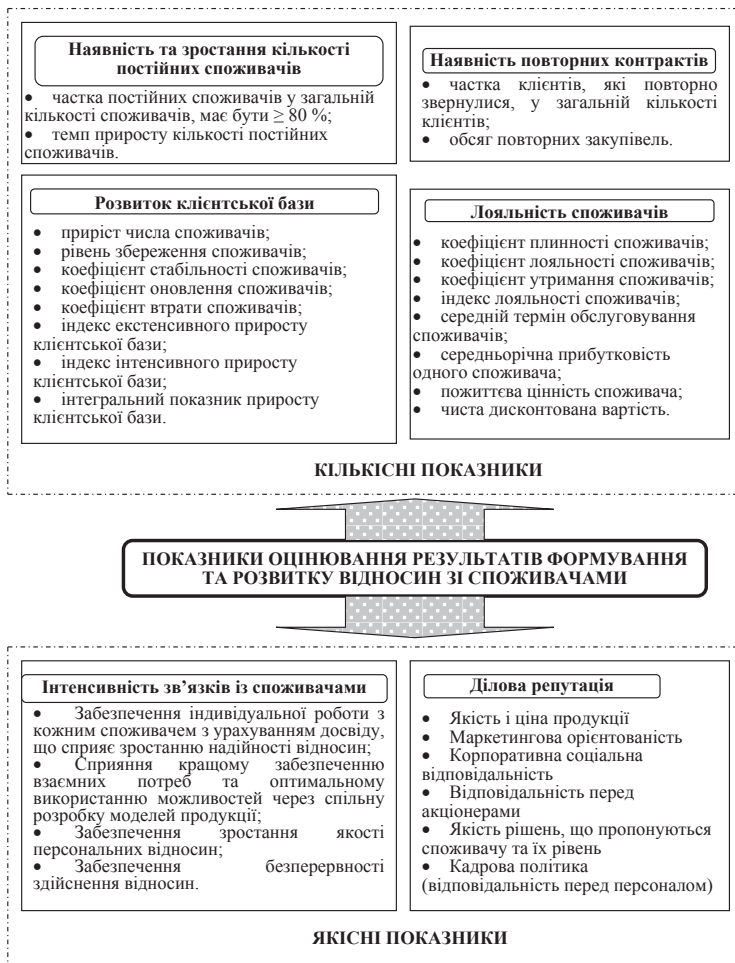 Наявність та зростання кількості
постійних споживачів
• частка постійних споживачів у загальній
кількості споживачів, має бути ≥ 80 %;
• темп приросту кількості постійних
споживачів.
Наявність повторних контрактів
• частка клієнтів, які повторно
звернулися, у загальній кількості
клієнтів;
• обсяг повторних закупівель.
Розвиток клієнтської бази
• приріст числа споживачів;
• рівень збереження споживачів;
• коефіцієнт стабільності споживачів;
• коефіцієнт оновлення споживачів;
• коефіцієнт втрати споживачів;
• індекс екстенсивного приросту
клієнтської бази;
• індекс інтенсивного приросту
клієнтської бази;
• інтегральний показник приросту
клієнтської бази.
Лояльність споживачів
• коефіцієнт плинності споживачів;
• коефіцієнт лояльності споживачів;
• коефіцієнт утримання споживачів;
• індекс лояльності споживачів;
• середній термін обслуговування
споживачів;
• середньорічна прибутковість
одного споживача;
• пожиттєва цінність споживача;
• чиста дисконтована вартість.
КІЛЬКІСНІ ПОКАЗНИКИ
ПОКАЗНИКИ ОЦІНЮВАННЯ РЕЗУЛЬТАТІВ ФОРМУВАННЯ
ТА РОЗВИТКУ ВІДНОСИН ЗІ СПОЖИВАЧАМИ
Інтенсивність зв’язків із споживачами
• Забезпечення індивідуальної роботи з
кожним споживачем з урахуванням досвіду,
що сприяє зростанню надійності відносин;
• Сприяння кращому забезпеченню
взаємних потреб та оптимальному
використанню можливостей через спільну
розробку моделей продукції;
• Забезпечення зростання якості
персональних відносин;
• Забезпечення безперервності
здійснення відносин.
Ділова репутація
• Якість і ціна продукції
• Маркетингова орієнтованість
• Корпоративна соціальна
відповідальність
• Відповідальність перед
акціонерами
• Якість рішень, що пропонуються
споживачу та їх рівень
• Кадрова політика
(відповідальність перед персоналом)
ЯКІСНІ ПОКАЗНИКИ